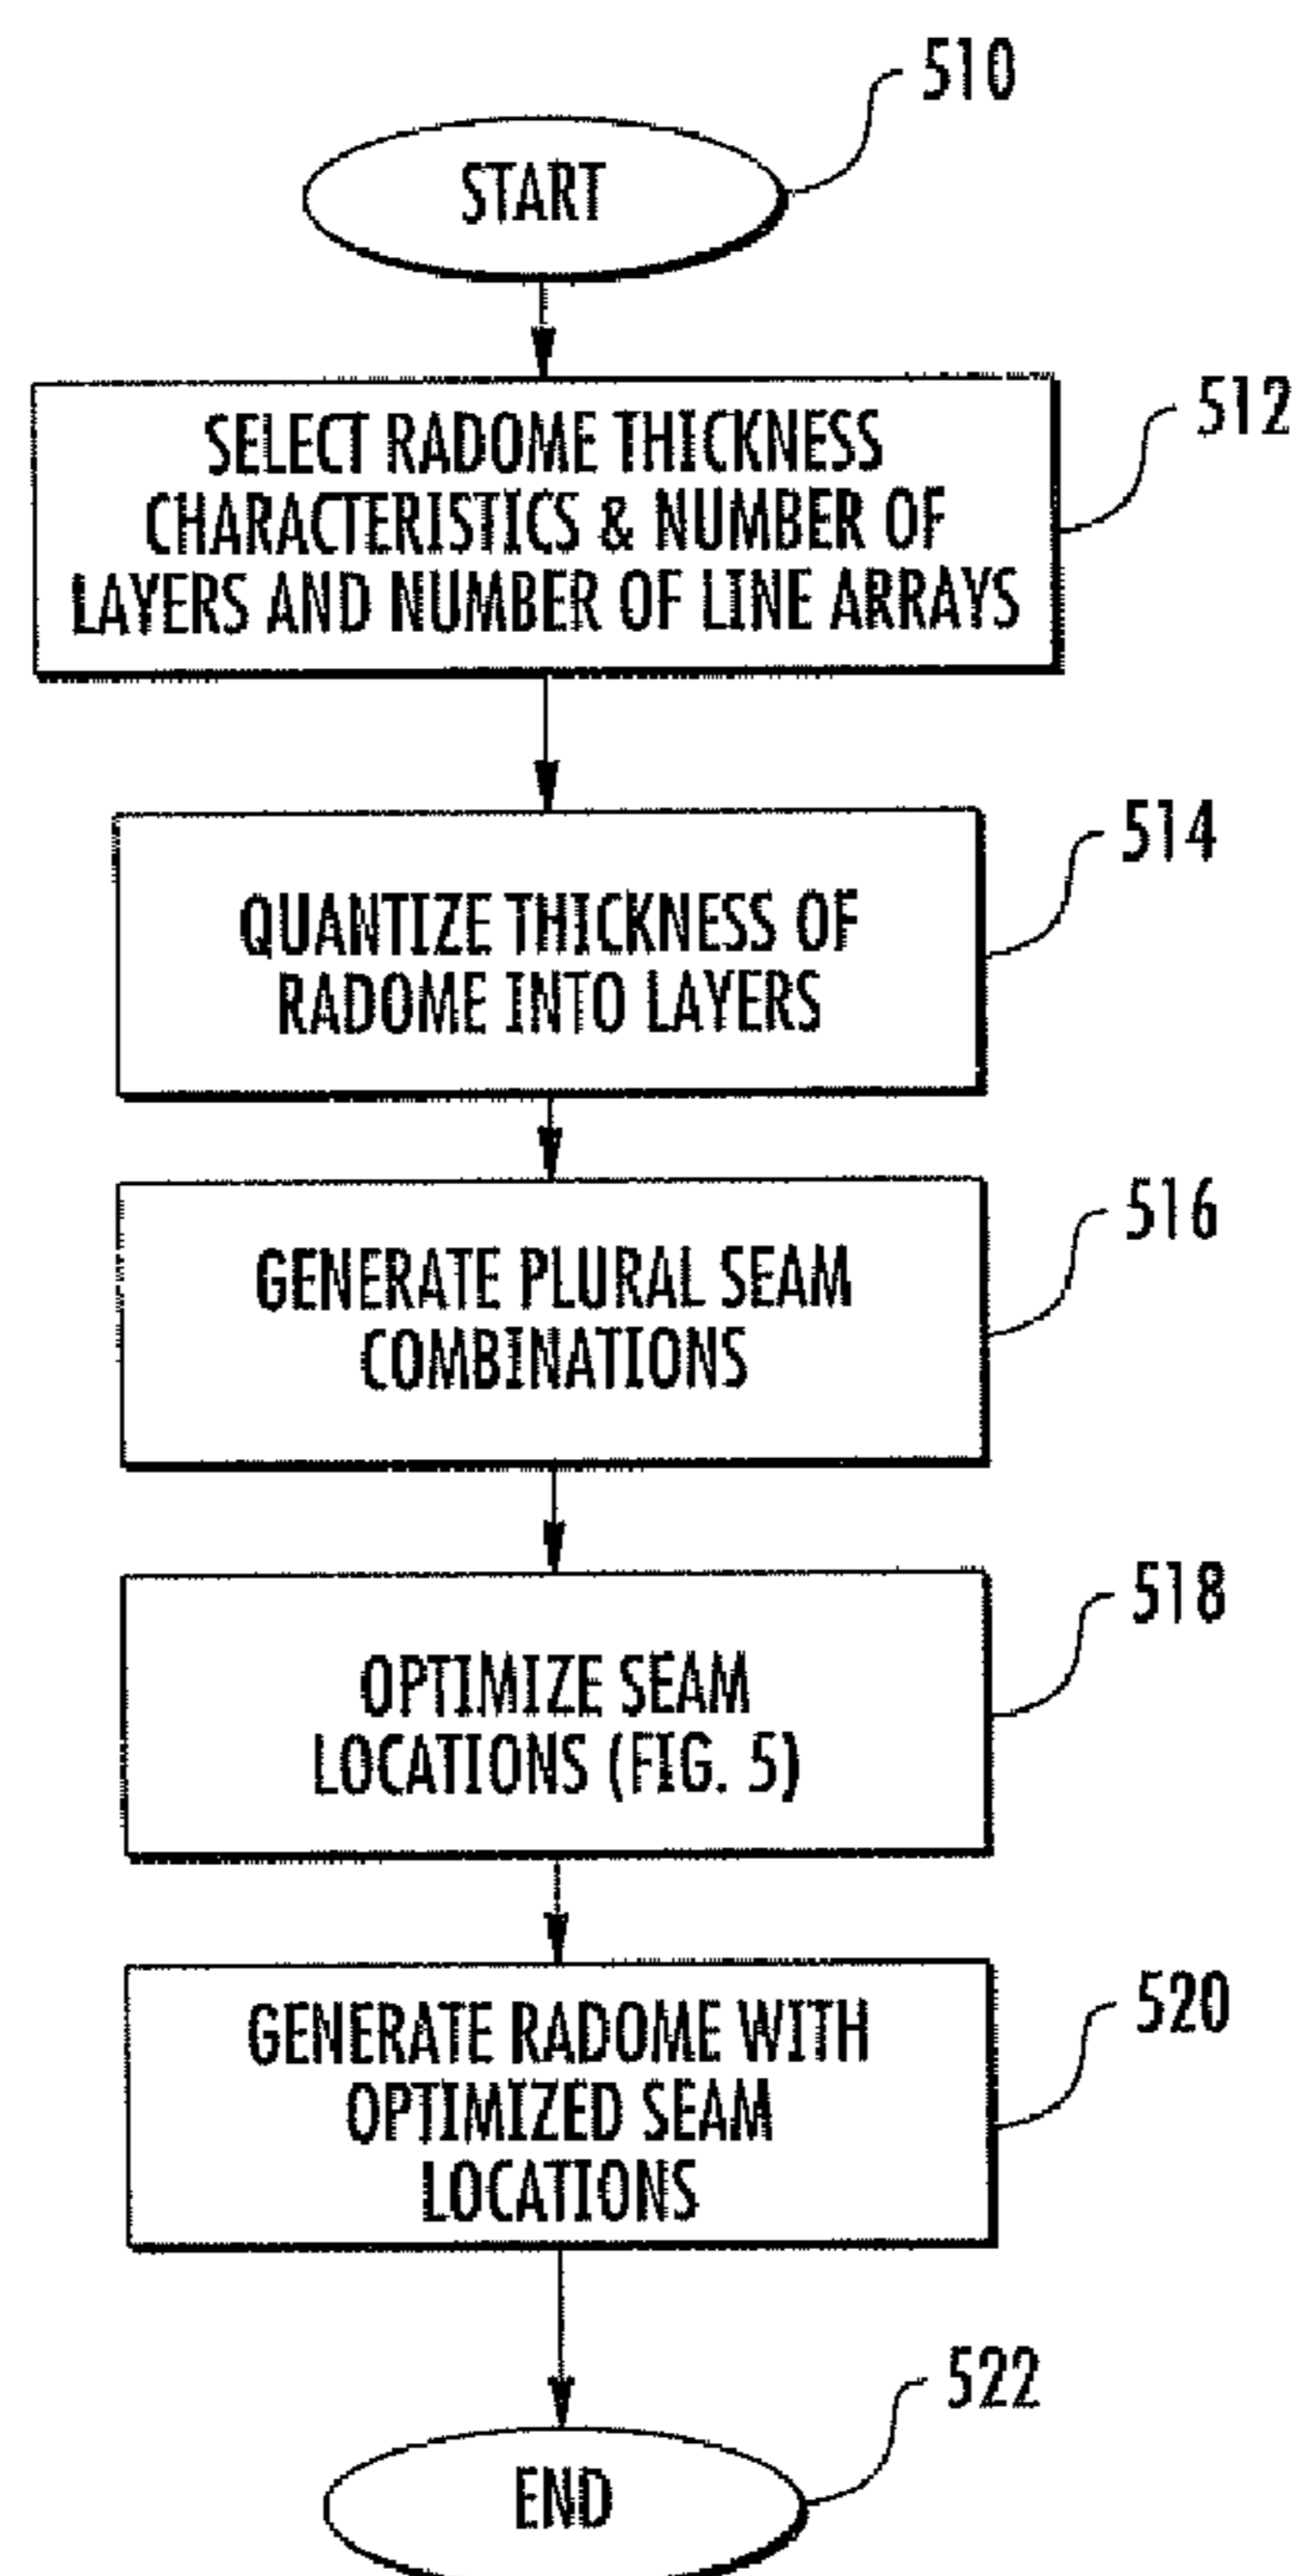 510
START
512
SELECT RADOME THICKNESS
CHARACTERISTICS & NUMBER OF
LAYERS AND NUMBER OF LINE ARRAYS
514
QUANTIZE THICKNESS OF
RADOME INTO LAYERS
516
GENERATE PLURAL SEAM
COMBINATIONS
518
OPTIMIZE SEAM
LOCATIONS (FIG. 5)
520
GENERATE RADOME WITH
OPTIMIZED SEAM
LOCATIONS
522
END